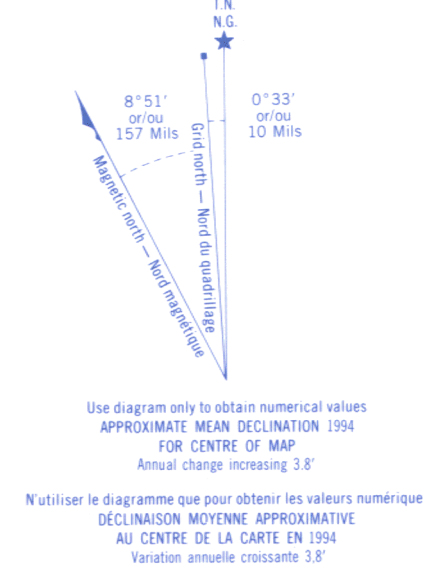 T.N.
N.G.
8°51′
or/ou
157 Mils
0°33′
or/ou
10 Mils
Magnetic north — Nord magnétique
Grid north — Nord du quadrillage
Use diagram only to obtain numerical values
APPROXIMATE MEAN DECLINATION 1994
FOR CENTRE OF MAP
Annual change increasing 3.8′
N'utiliser le diagramme que pour obtenir les valeurs numérique
DÉCLINAISON MOYENNE APPROXIMATIVE
AU CENTRE DE LA CARTE EN 1994
Variation annuelle croissante 3,8′